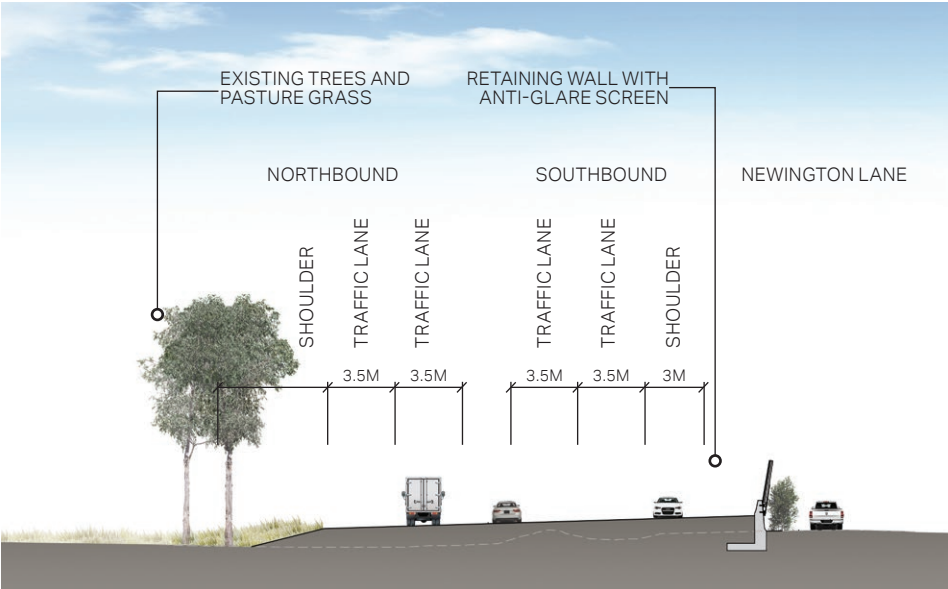 EXISTING TREES AND
PASTURE GRASS
RETAINING WALL WITH
ANTI-GLARE SCREEN
NORTHBOUND
SOUTHBOUND
NEWINGTON LANE
SHOULDER
TRAFFIC LANE
TRAFFIC LANE
TRAFFIC LANE
TRAFFIC LANE
SHOULDER
3.5M
3.5M
3.5M
3.5M
3M